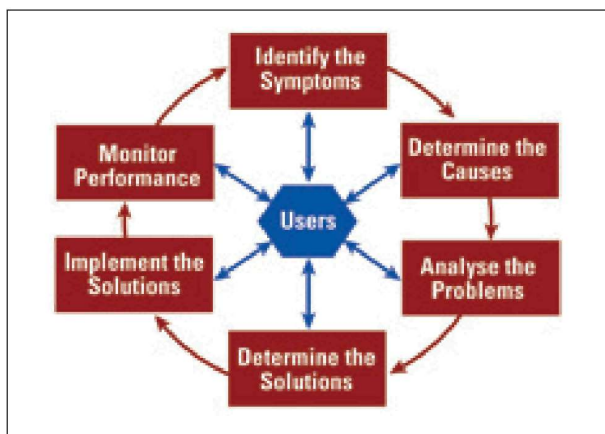 Identify the
Symptoms
Determine the
Causes
Analyse the
Problems
Determine the
Solutions
Implement the
Solutions
Monitor
Performance
Users